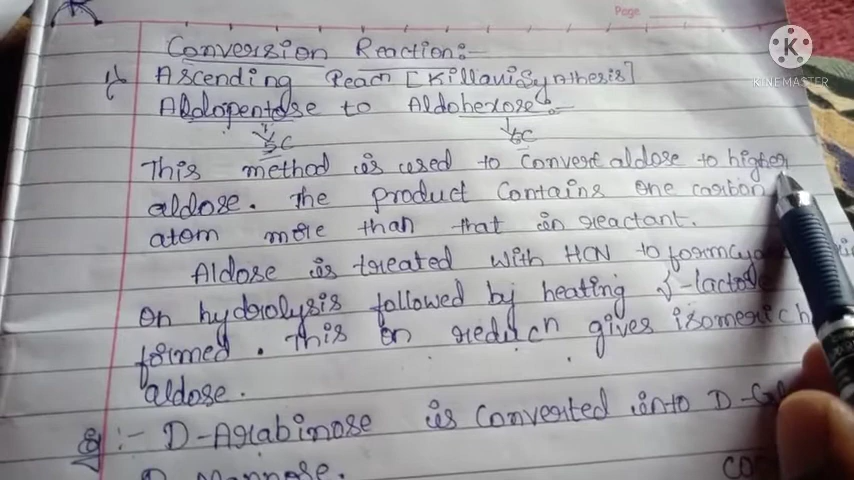 Page
Conversion Reaction:-
1) Ascending Reacn [Killani Synthesis]
Aldopentose to Aldohexose:-
5C 6C
This method is used to convert aldose to higher
aldose. The product contains one carbon
atom more than that in reactant.
Aldose is treated with HCN to form
on hydrolysis followed by heating γ-lactone
formed. This on reducn gives isomeric
aldose.
Eg:- D-Arabinose is converted into
D-Mannose.
K
KINEMASTER